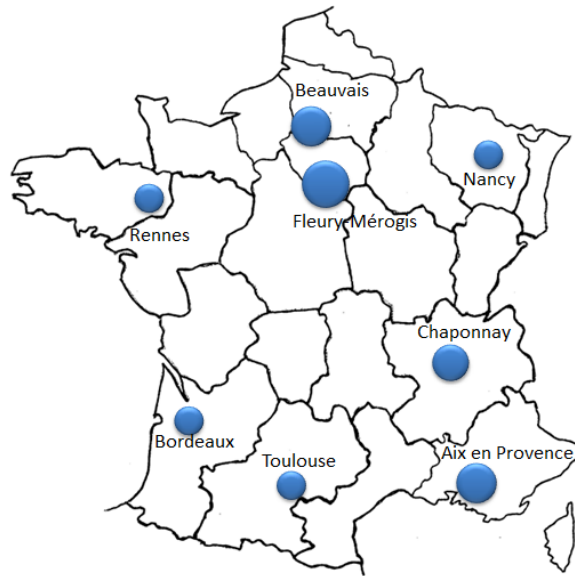 Beauvais
Nancy
Fleury-Mérogis
Rennes
Chaponnay
Bordeaux
Toulouse
Aix en Provence